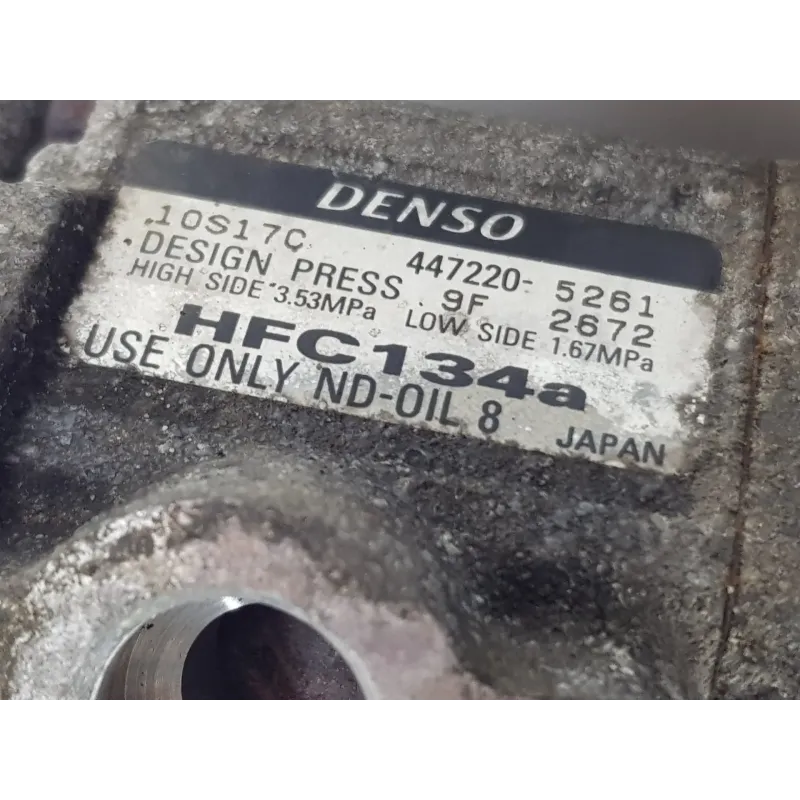 DENSO
10S17C 447220-5261
DESIGN PRESS 9F 2672
HIGH SIDE 3.53MPa LOW SIDE 1.67MPa
HFC134a
USE ONLY ND-OIL 8 JAPAN